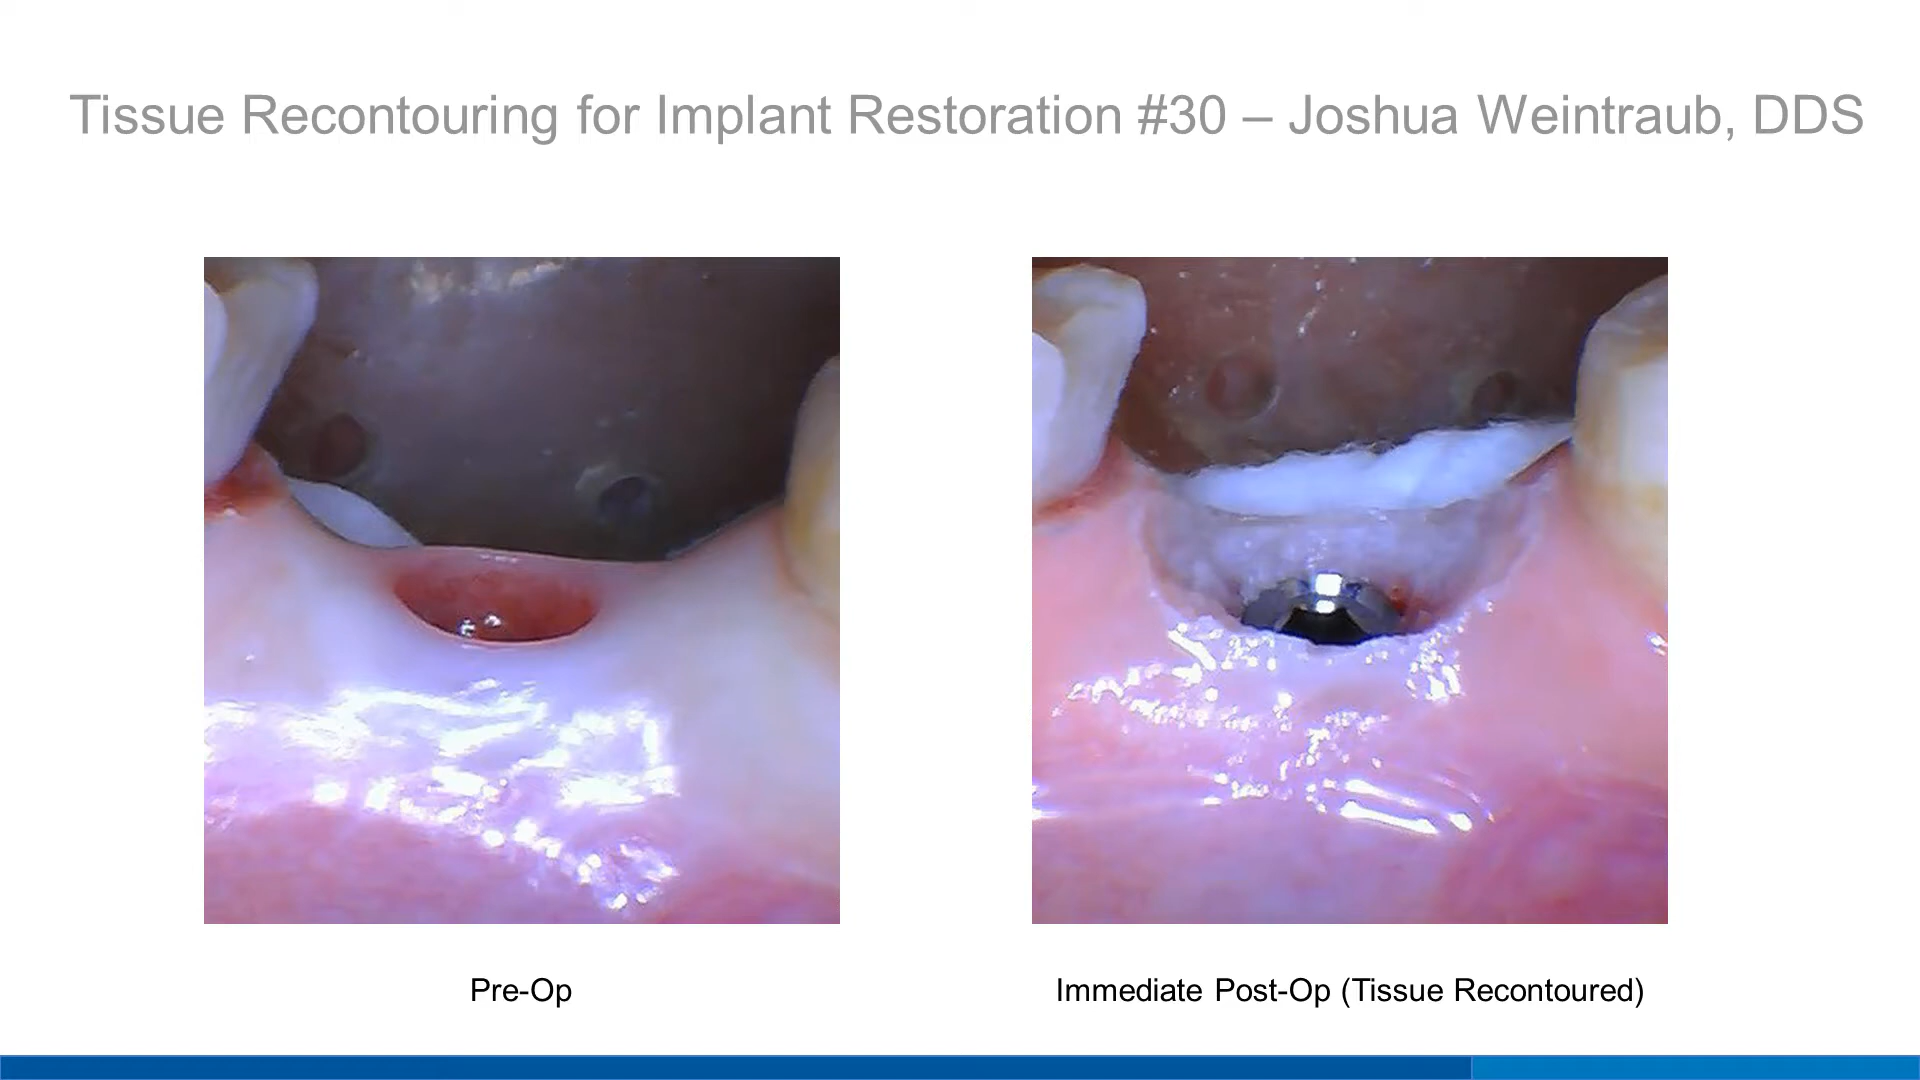 Tissue Recontouring for Implant Restoration #30 – Joshua Weintraub, DDS
Pre-Op
Immediate Post-Op (Tissue Recontoured)